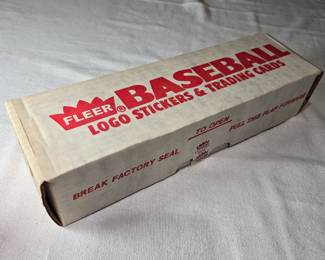 FLEER®
BASEBALL
LOGO STICKERS & TRADING CARDS
TO OPEN
BREAK FACTORY SEAL
PULL THIS FLAP FORWARD